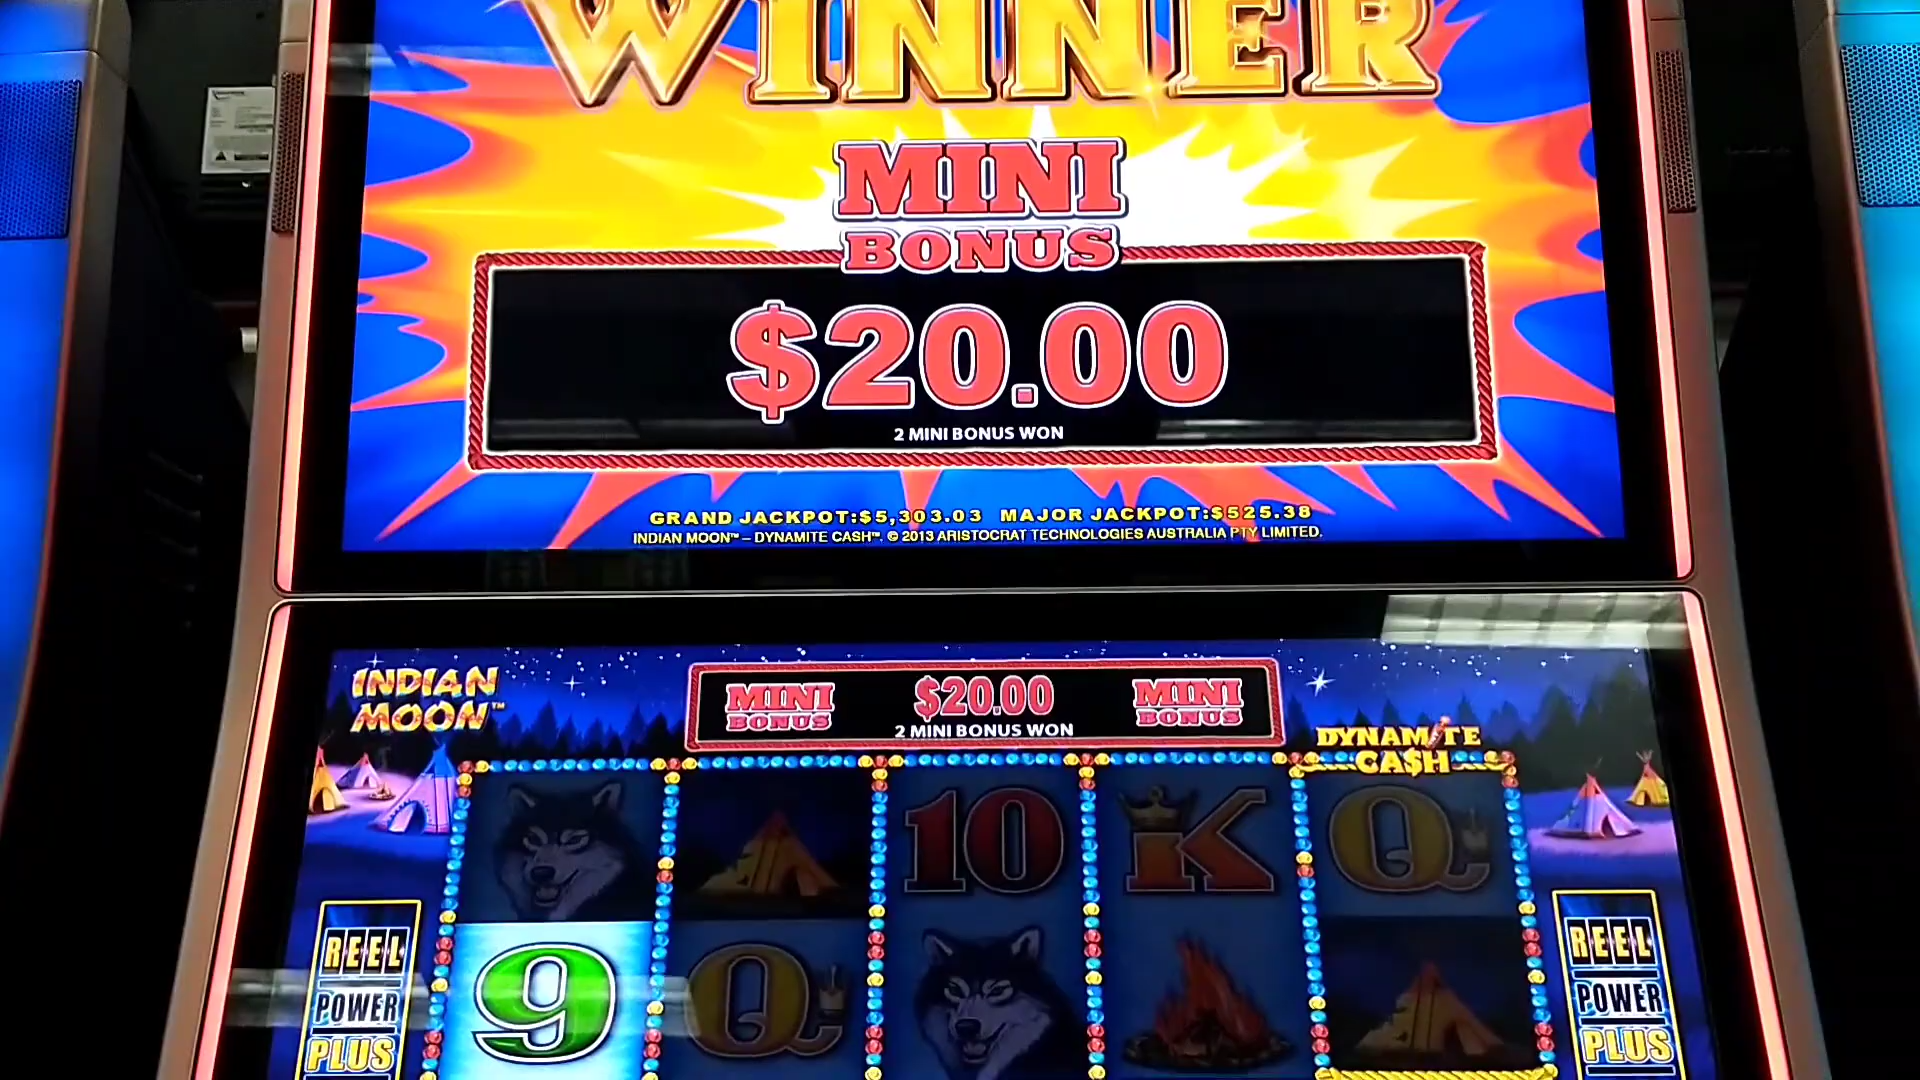 WINNER
MINI
BONUS
$20.00
2 MINI BONUS WON
GRAND JACKPOT:$5,303.03 MAJOR JACKPOT:$525.38
INDIAN MOON™ – DYNAMITE CASH™. © 2013 ARISTOCRAT TECHNOLOGIES AUSTRALIA PTY LIMITED.
INDIAN
MOON™
MINI
BONUS
$20.00
2 MINI BONUS WON
MINI
BONUS
DYNAMITE
CA$H
10
K
Q
9
Q
REEL
POWER
PLUS
REEL
POWER
PLUS